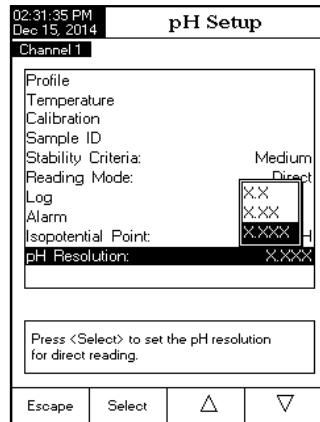 02:31:35 PM
Dec 15, 2014
pH Setup
Channel 1
Profile
Temperature
Calibration
Sample ID
Stability Criteria: Medium
Reading Mode: Direct
Log
X.X
Alarm
X.XX
Isopotential Point: H
X.XXX
pH Resolution: X.XXX
Press <Select> to set the pH resolution
for direct reading.
Escape Select △ ▽